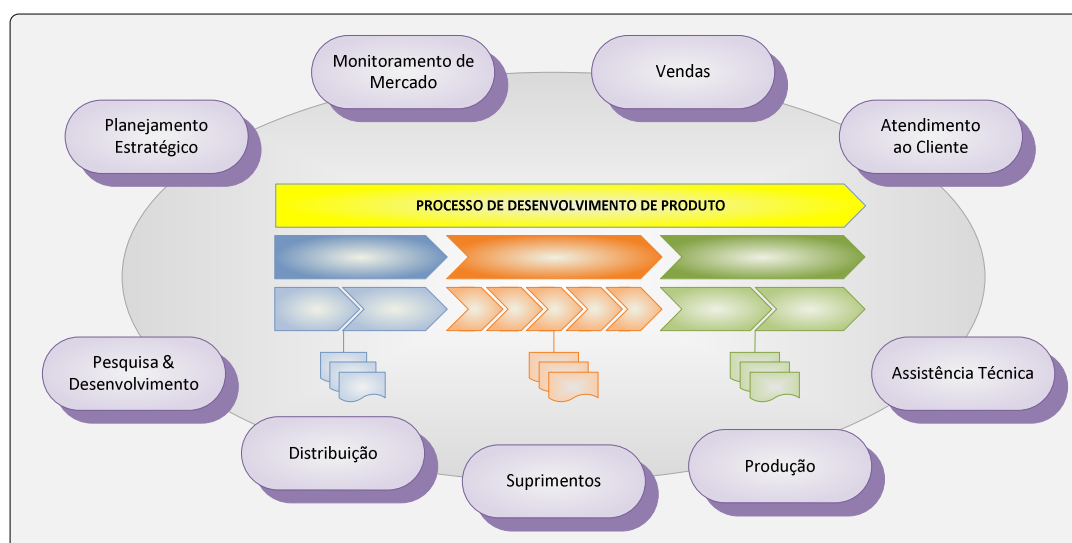 Monitoramento de
Mercado
Vendas
Planejamento
Estratégico
Atendimento
ao Cliente
PROCESSO DE DESENVOLVIMENTO DE PRODUTO
Pesquisa &
Desenvolvimento
Assistência Técnica
Distribuição
Suprimentos
Produção